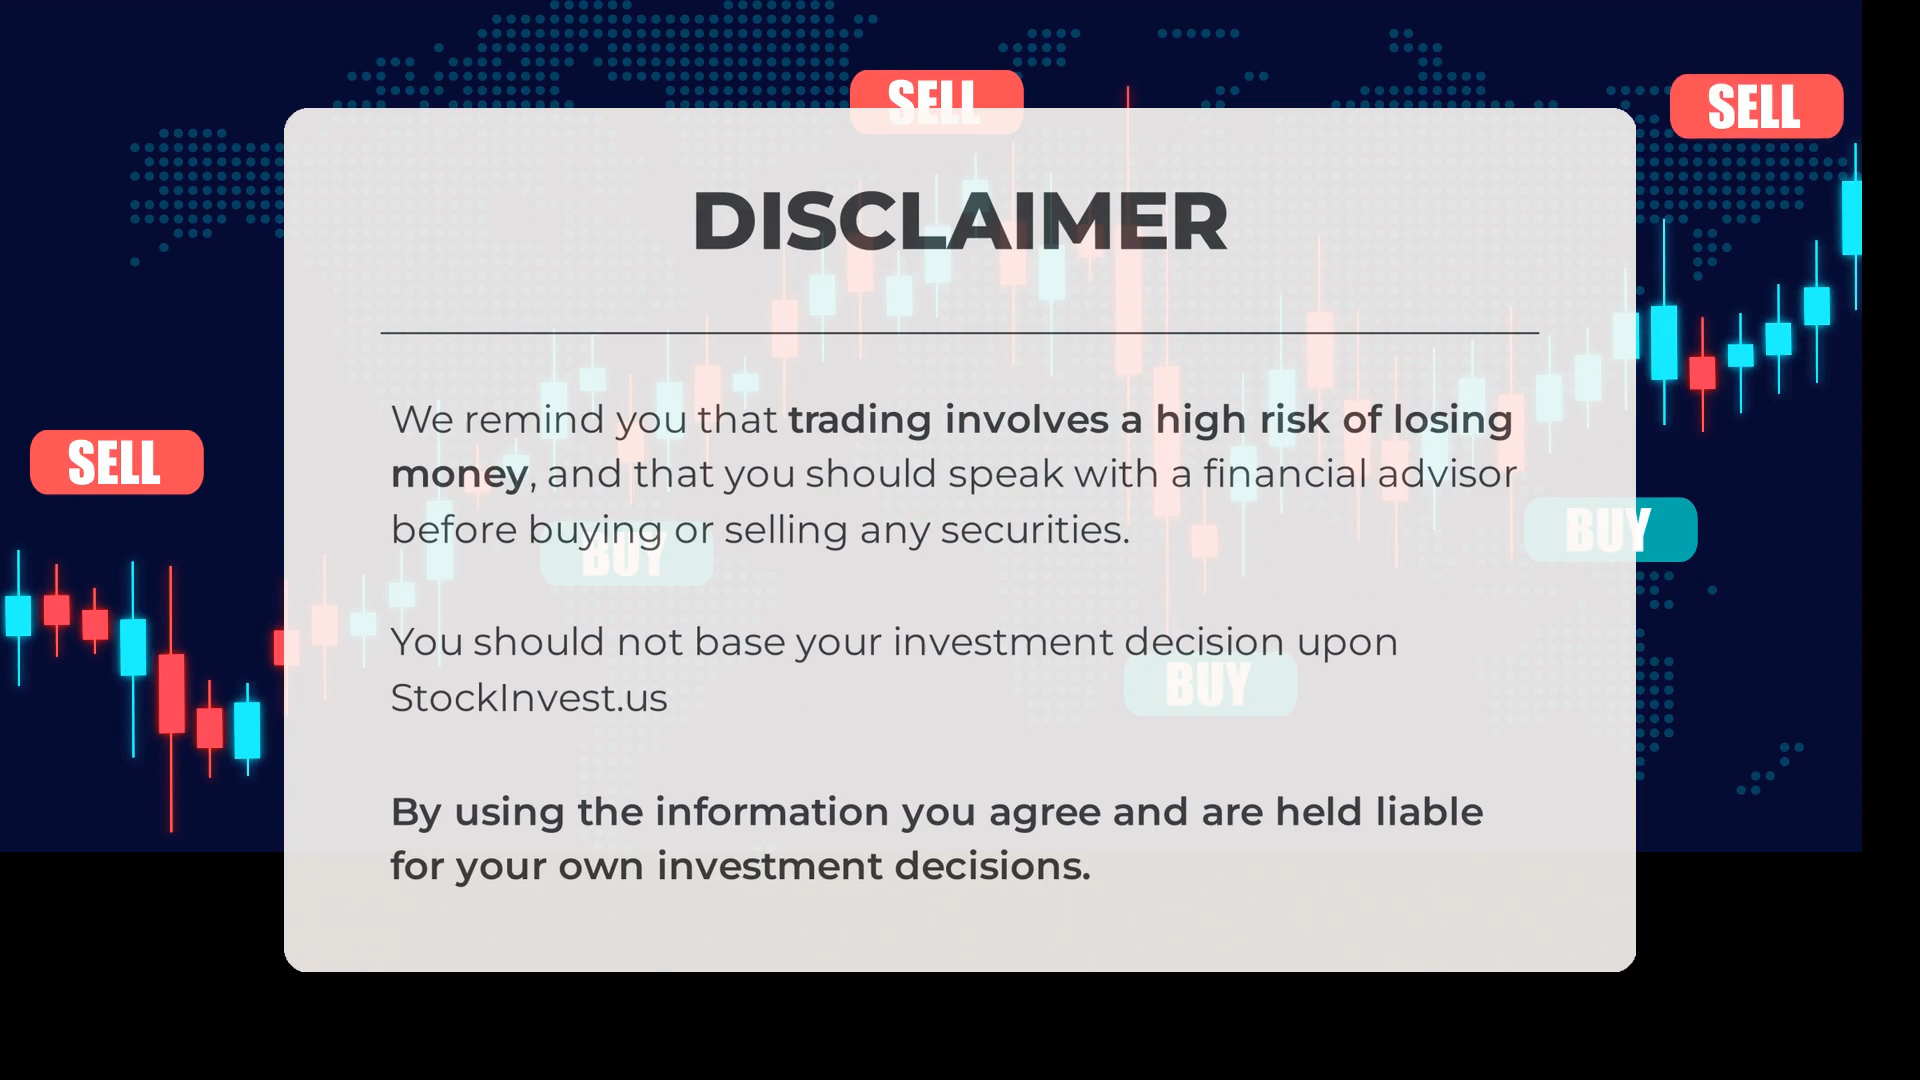 SELL
SELL
DISCLAIMER
We remind you that trading involves a high risk of losing
money, and that you should speak with a financial advisor
before buying or selling any securities.
SELL
BUY
BUY
You should not base your investment decision upon
StockInvest.us
BUY
By using the information you agree and are held liable
for your own investment decisions.